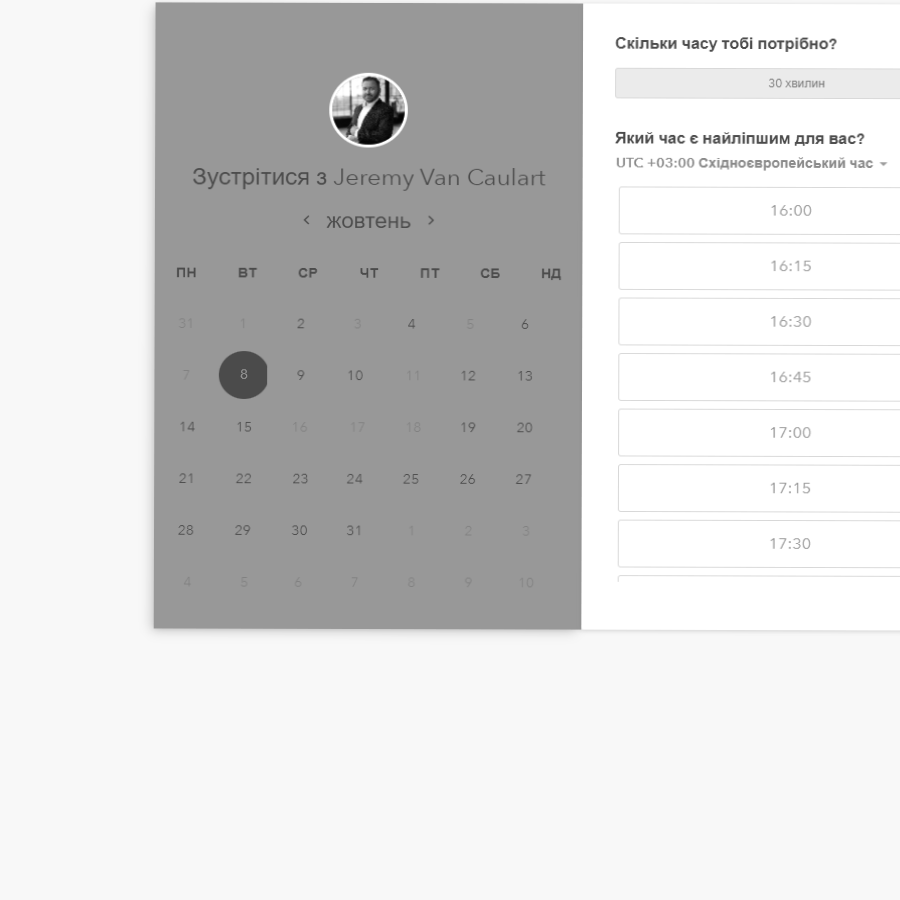 Зустрітися з Jeremy Van Caulart
жовтень
ПН ВТ СР ЧТ ПТ СБ НД
31 1 2 3 4 5 6
7 8 9 10 11 12 13
14 15 16 17 18 19 20
21 22 23 24 25 26 27
28 29 30 31 1 2 3
4 5 6 7 8 9 10
Скільки часу тобі потрібно?
30 хвилин
Який час є найліпшим для вас?
UTC +03:00 Східноєвропейський час
16:00
16:15
16:30
16:45
17:00
17:15
17:30